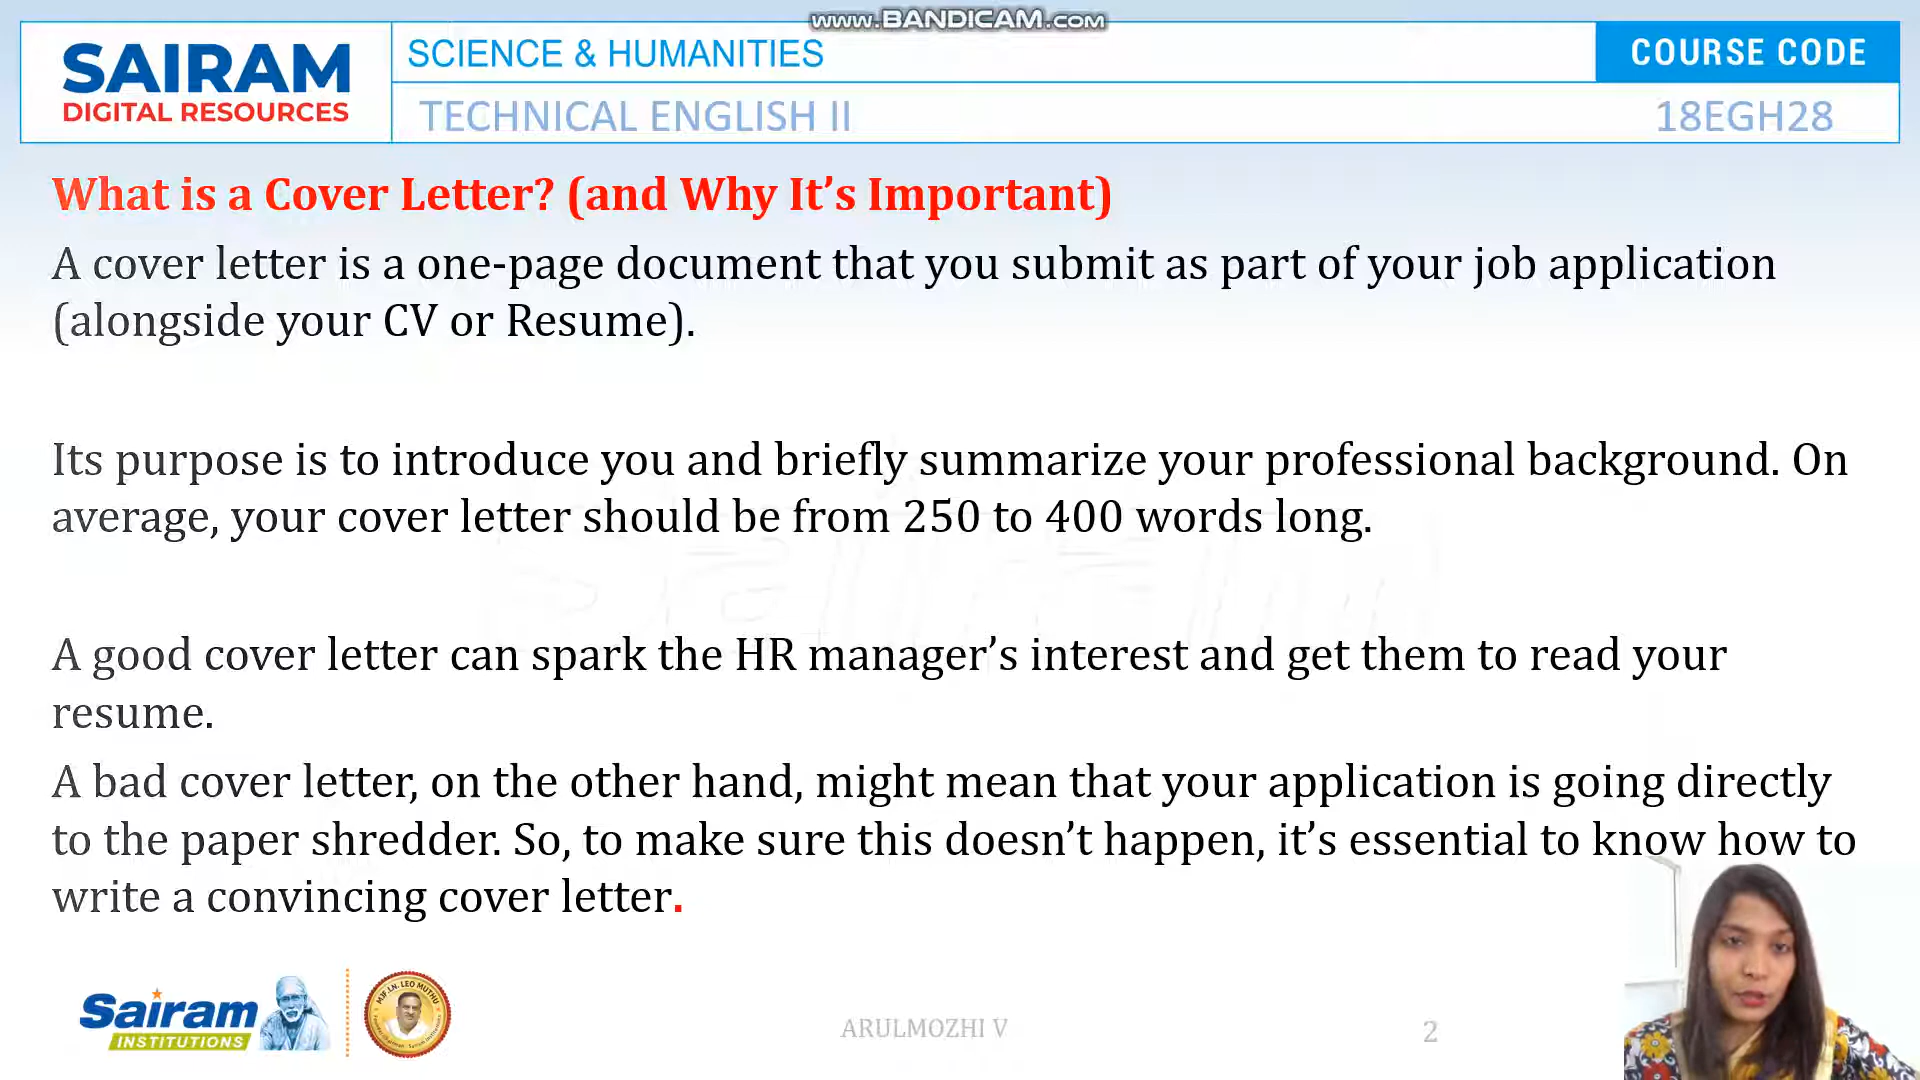 www.BANDICAM.com
SAIRAM
DIGITAL RESOURCES
SCIENCE & HUMANITIES
COURSE CODE
TECHNICAL ENGLISH II
18EGH28
What is a Cover Letter? (and Why It’s Important)
A cover letter is a one-page document that you submit as part of your job application
(alongside your CV or Resume).
Its purpose is to introduce you and briefly summarize your professional background. On
average, your cover letter should be from 250 to 400 words long.
Sairam
A good cover letter can spark the HR manager’s interest and get them to read your
resume.
A bad cover letter, on the other hand, might mean that your application is going directly
to the paper shredder. So, to make sure this doesn’t happen, it’s essential to know how to
write a convincing cover letter.
Sairam
INSTITUTIONS
MJF.LN. LEO MUTHU
ARULMOZHI V
2